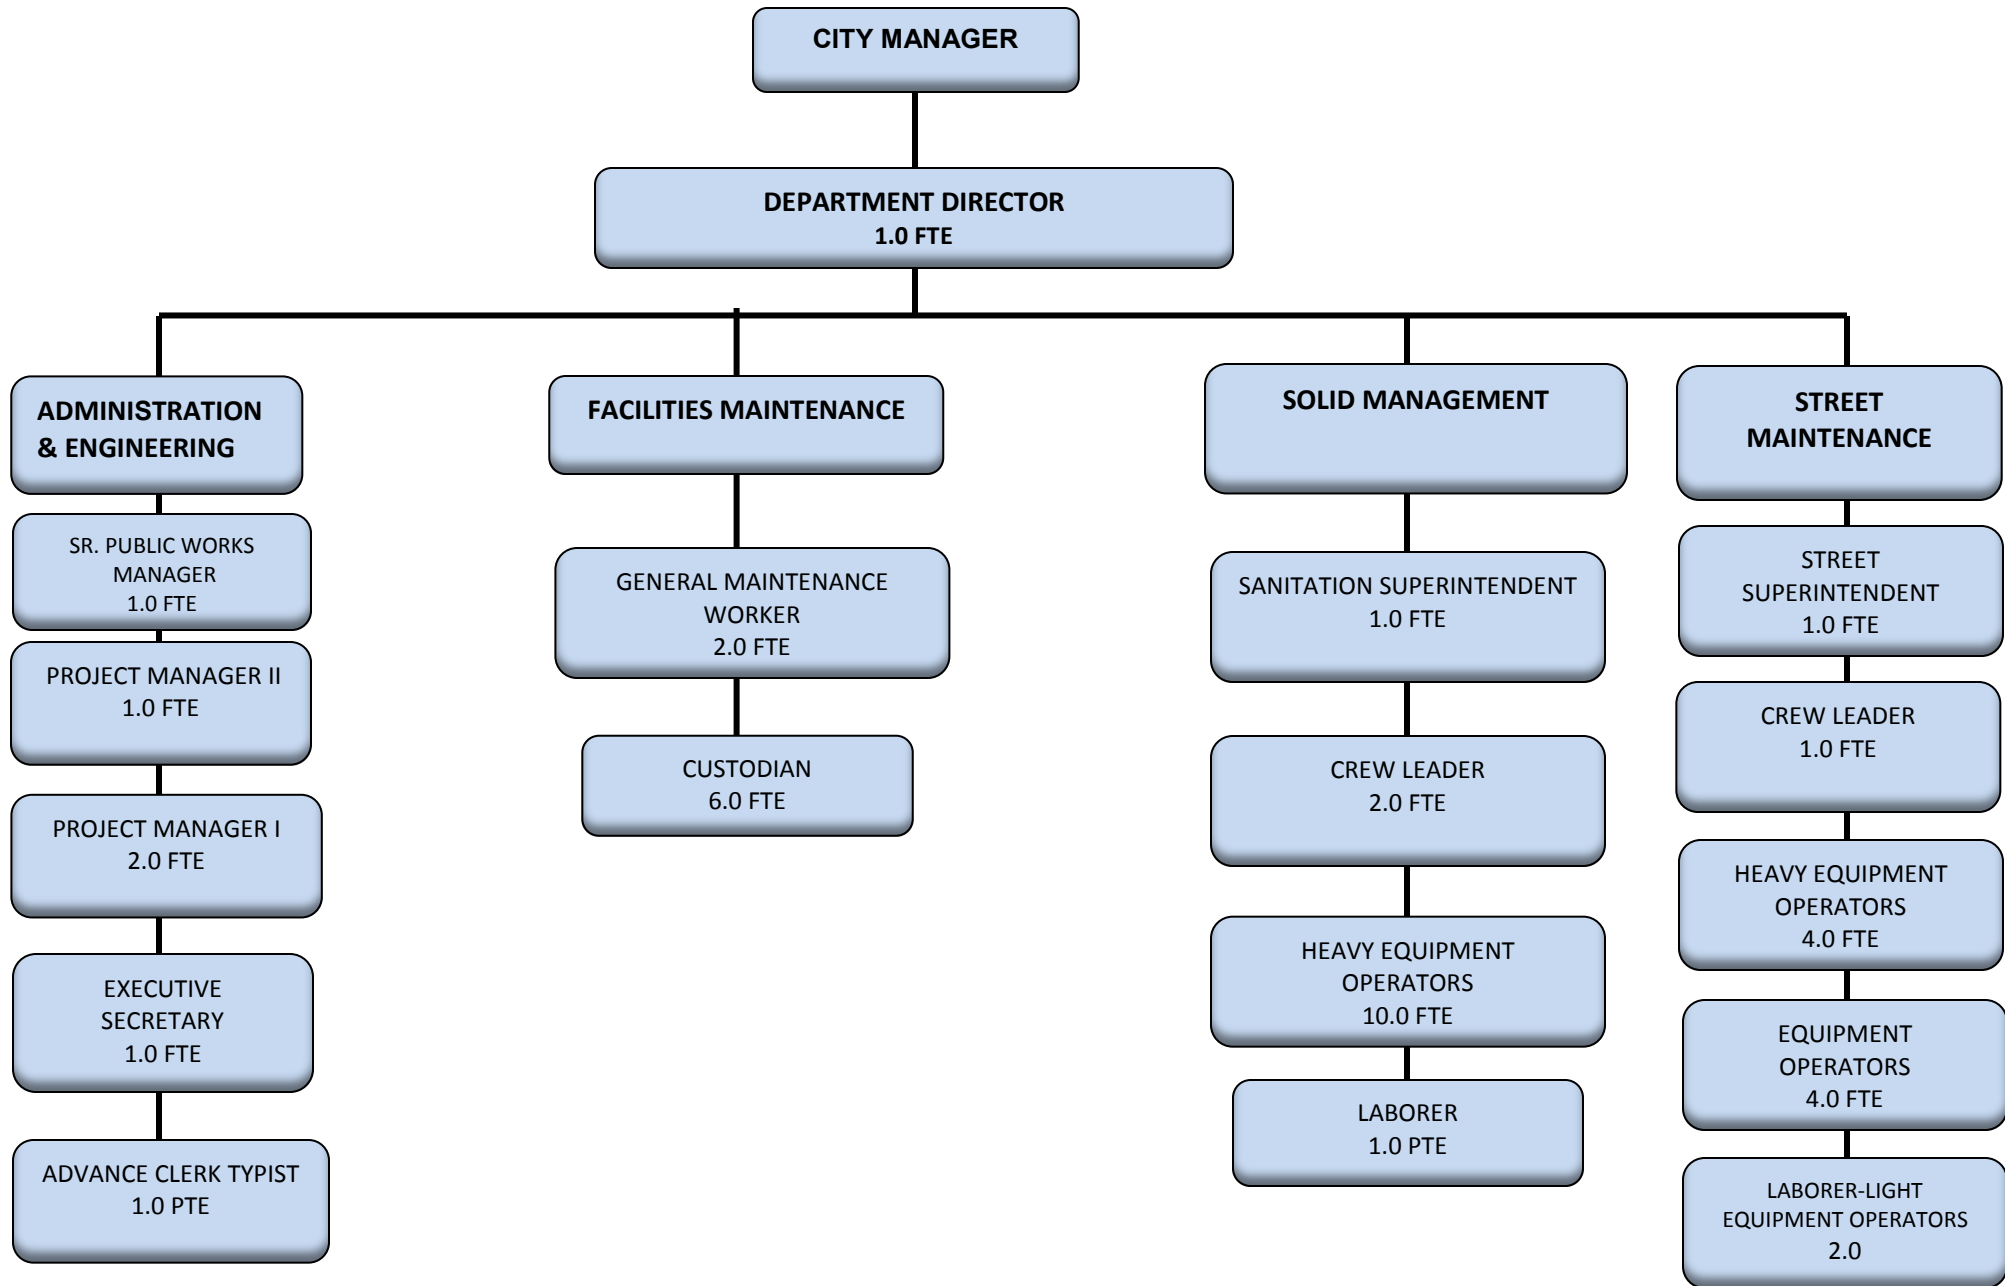 CITY MANAGER
DEPARTMENT DIRECTOR
1.0 FTE
ADMINISTRATION
& ENGINEERING
SR. PUBLIC WORKS
MANAGER
1.0 FTE
PROJECT MANAGER II
1.0 FTE
PROJECT MANAGER I
2.0 FTE
EXECUTIVE
SECRETARY
1.0 FTE
ADVANCE CLERK TYPIST
1.0 PTE
FACILITIES MAINTENANCE
GENERAL MAINTENANCE
WORKER
2.0 FTE
CUSTODIAN
6.0 FTE
SOLID MANAGEMENT
SANITATION SUPERINTENDENT
1.0 FTE
CREW LEADER
2.0 FTE
HEAVY EQUIPMENT
OPERATORS
10.0 FTE
LABORER
1.0 PTE
STREET
MAINTENANCE
STREET
SUPERINTENDENT
1.0 FTE
CREW LEADER
1.0 FTE
HEAVY EQUIPMENT
OPERATORS
4.0 FTE
EQUIPMENT
OPERATORS
4.0 FTE
LABORER-LIGHT
EQUIPMENT OPERATORS
2.0